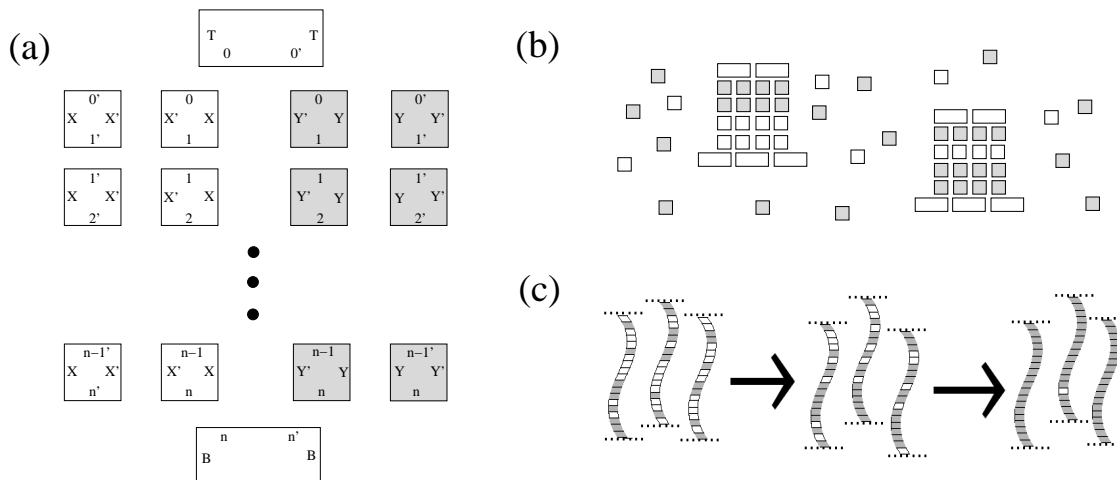 (a)
T T
0 0'
0' 0 0 0'
X X' X' X Y' Y Y Y'
1' 1 1 1'
1' 1 1 1'
X X' X' X Y' Y Y Y'
2' 2 2 2'
n-1' n-1 n-1 n-1'
X X' X' X Y' Y Y Y'
n' n n n
n n'
B B
(b)
(c)